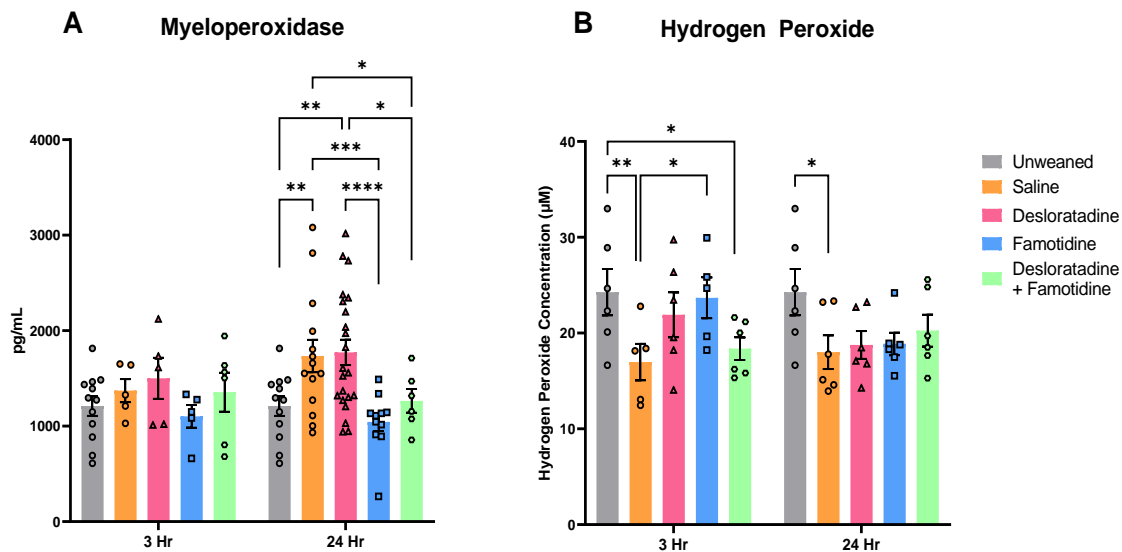 A
Myeloperoxidase
*
**
*
***
**
****
4000
3000
2000
1000
0
pg/mL
3 Hr
24 Hr
B
Hydrogen Peroxide
*
**
*
*
40
30
20
10
0
Hydrogen Peroxide Concentration (µM)
3 Hr
24 Hr
Unweaned
Saline
Desloratadine
Famotidine
Desloratadine
+ Famotidine